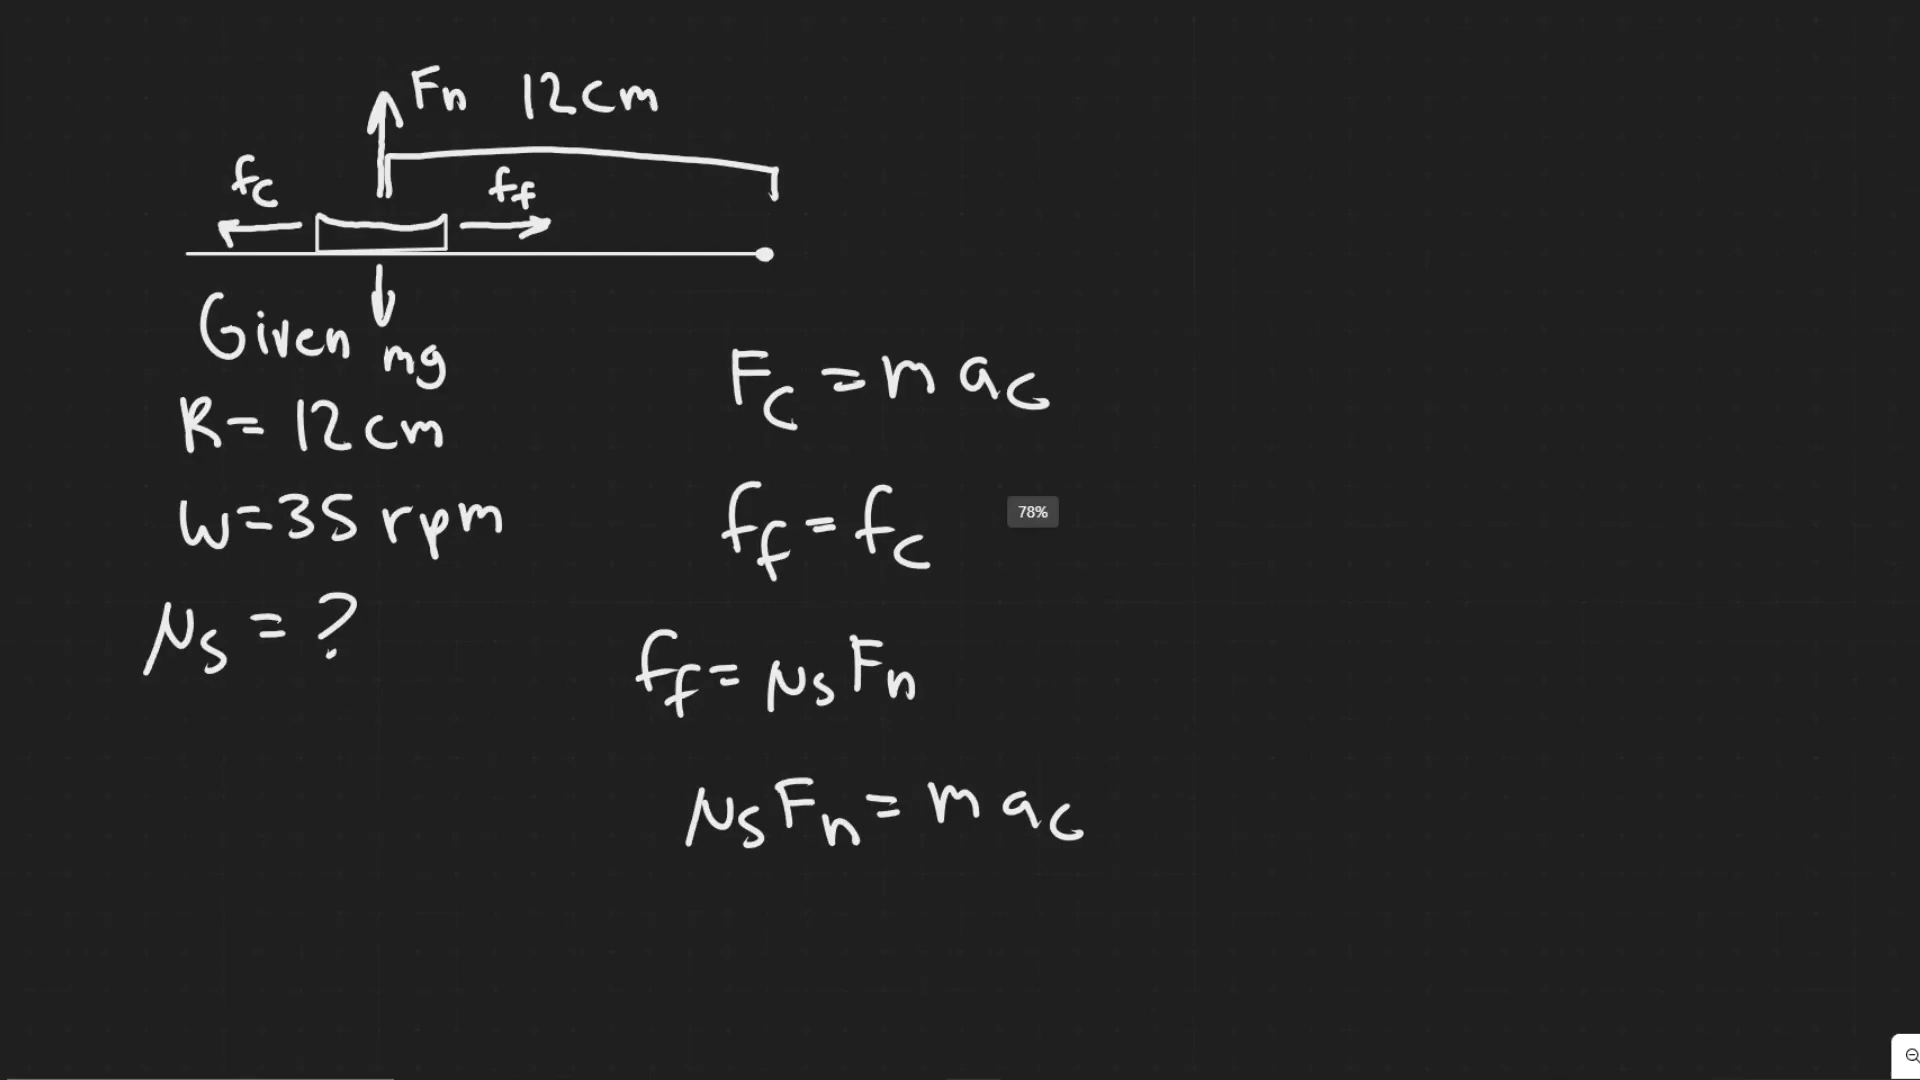 Fn 12cm
fc
ff
Given
mg
R= 12cm
W=35 rpm
μs = ?
Fc = m ac
ff = fc
78%
ff = μs Fn
μs Fn = m ac